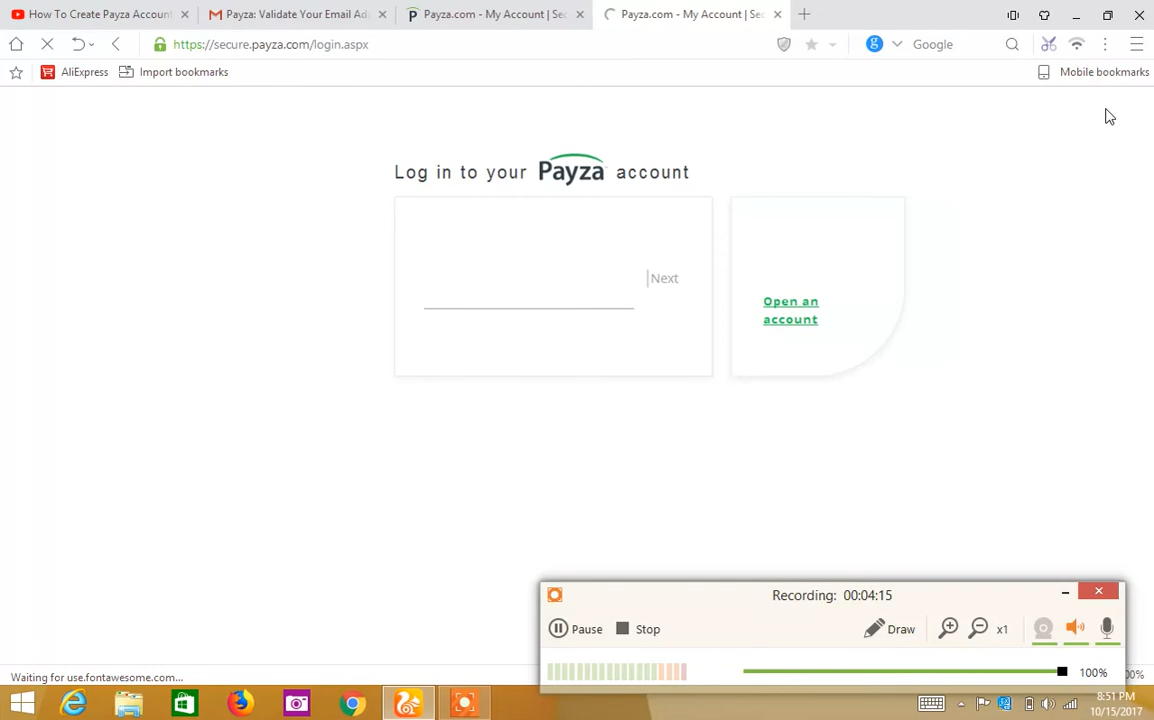 How To Create Payza Account
Payza: Validate Your Email Ad
Payza.com - My Account | Sec
Payza.com - My Account | Sec
https://secure.payza.com/login.aspx
Google
AliExpress
Import bookmarks
Mobile bookmarks
Log in to your Payza account
Next
Open an
account
Recording: 00:04:15
Pause
Stop
Draw
x1
100%
Waiting for use.fontawesome.com...
8:51 PM
10/15/2017